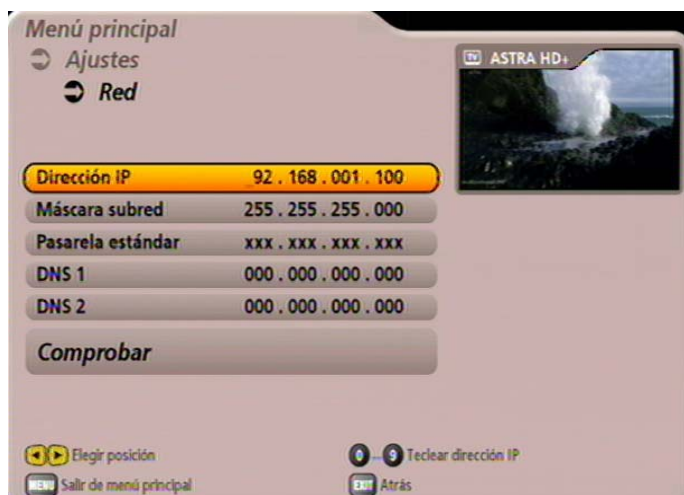 Menú principal
Ajustes
Red
TV ASTRA HD+
Dirección IP _92 . 168 . 001 . 100
Máscara subred 255 . 255 . 255 . 000
Pasarela estándar xxx . xxx . xxx . xxx
DNS 1 000 . 000 . 000 . 000
DNS 2 000 . 000 . 000 . 000
Comprobar
Elegir posición
0 ... 9 Teclear dirección IP
Salir de menú principal
Atrás